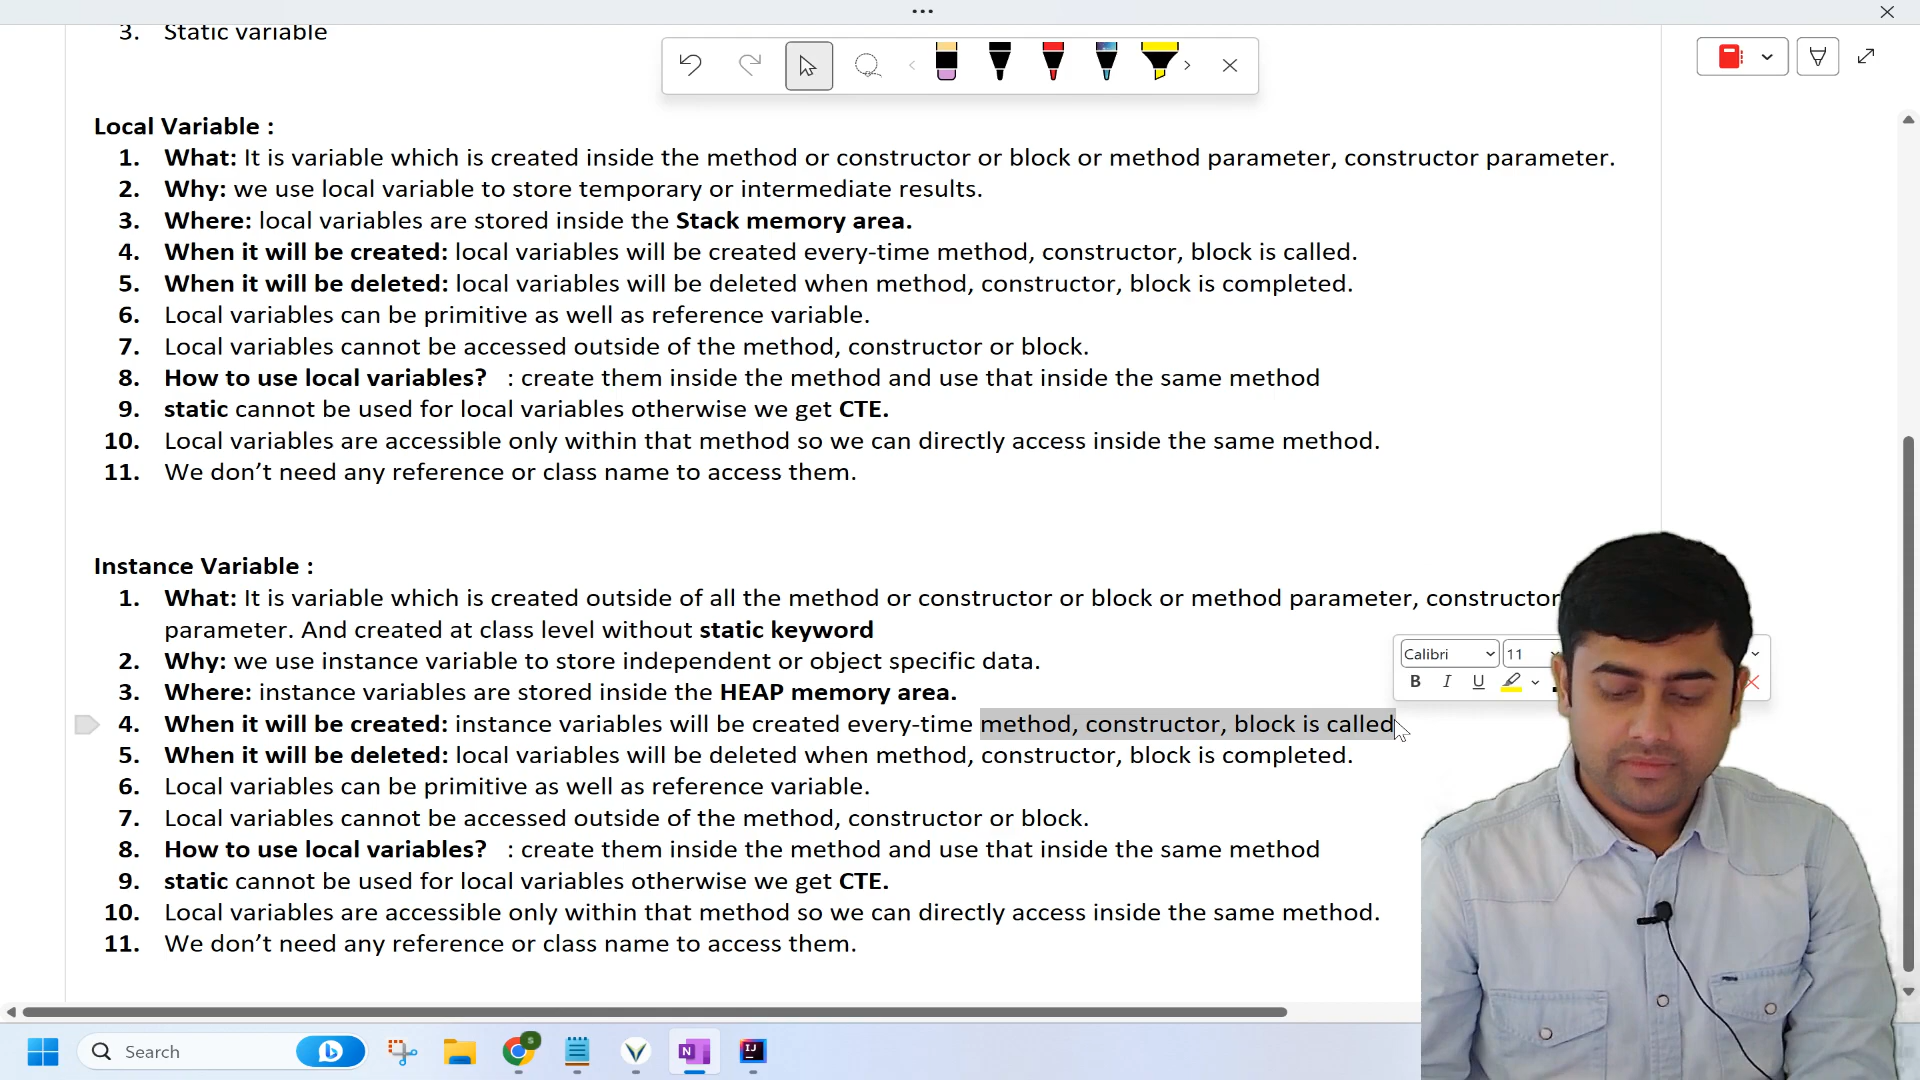 3. Static variable
Local Variable :
1. What: It is variable which is created inside the method or constructor or block or method parameter, constructor parameter.
2. Why: we use local variable to store temporary or intermediate results.
3. Where: local variables are stored inside the Stack memory area.
4. When it will be created: local variables will be created every-time method, constructor, block is called.
5. When it will be deleted: local variables will be deleted when method, constructor, block is completed.
6. Local variables can be primitive as well as reference variable.
7. Local variables cannot be accessed outside of the method, constructor or block.
8. How to use local variables? : create them inside the method and use that inside the same method
9. static cannot be used for local variables otherwise we get CTE.
10. Local variables are accessible only within that method so we can directly access inside the same method.
11. We don’t need any reference or class name to access them.
Instance Variable :
1. What: It is variable which is created outside of all the method or constructor or block or method parameter, constructor
parameter. And created at class level without static keyword
2. Why: we use instance variable to store independent or object specific data.
Calibri 11
3. Where: instance variables are stored inside the HEAP memory area.
B I U
4. When it will be created: instance variables will be created every-time method, constructor, block is called
5. When it will be deleted: local variables will be deleted when method, constructor, block is completed.
6. Local variables can be primitive as well as reference variable.
7. Local variables cannot be accessed outside of the method, constructor or block.
8. How to use local variables? : create them inside the method and use that inside the same method
9. static cannot be used for local variables otherwise we get CTE.
10. Local variables are accessible only within that method so we can directly access inside the same method.
11. We don’t need any reference or class name to access them.
Search